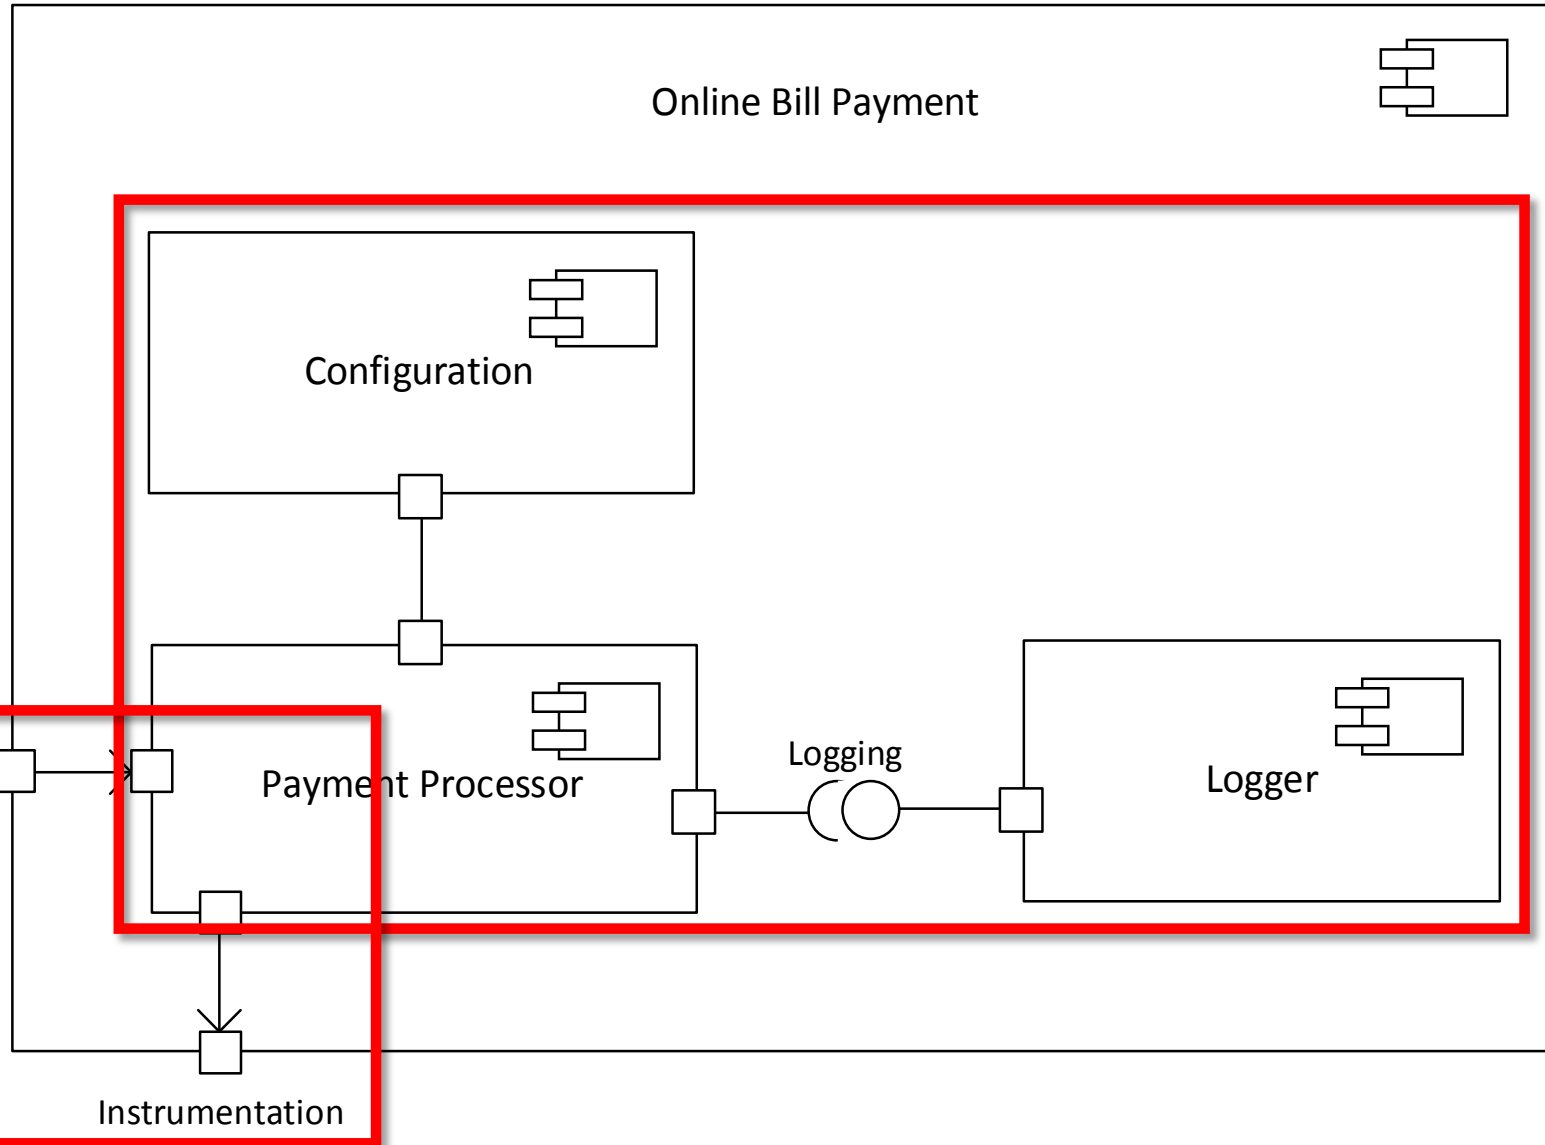 Online Bill Payment
Configuration
Payment Processor
Logging
Logger
Instrumentation